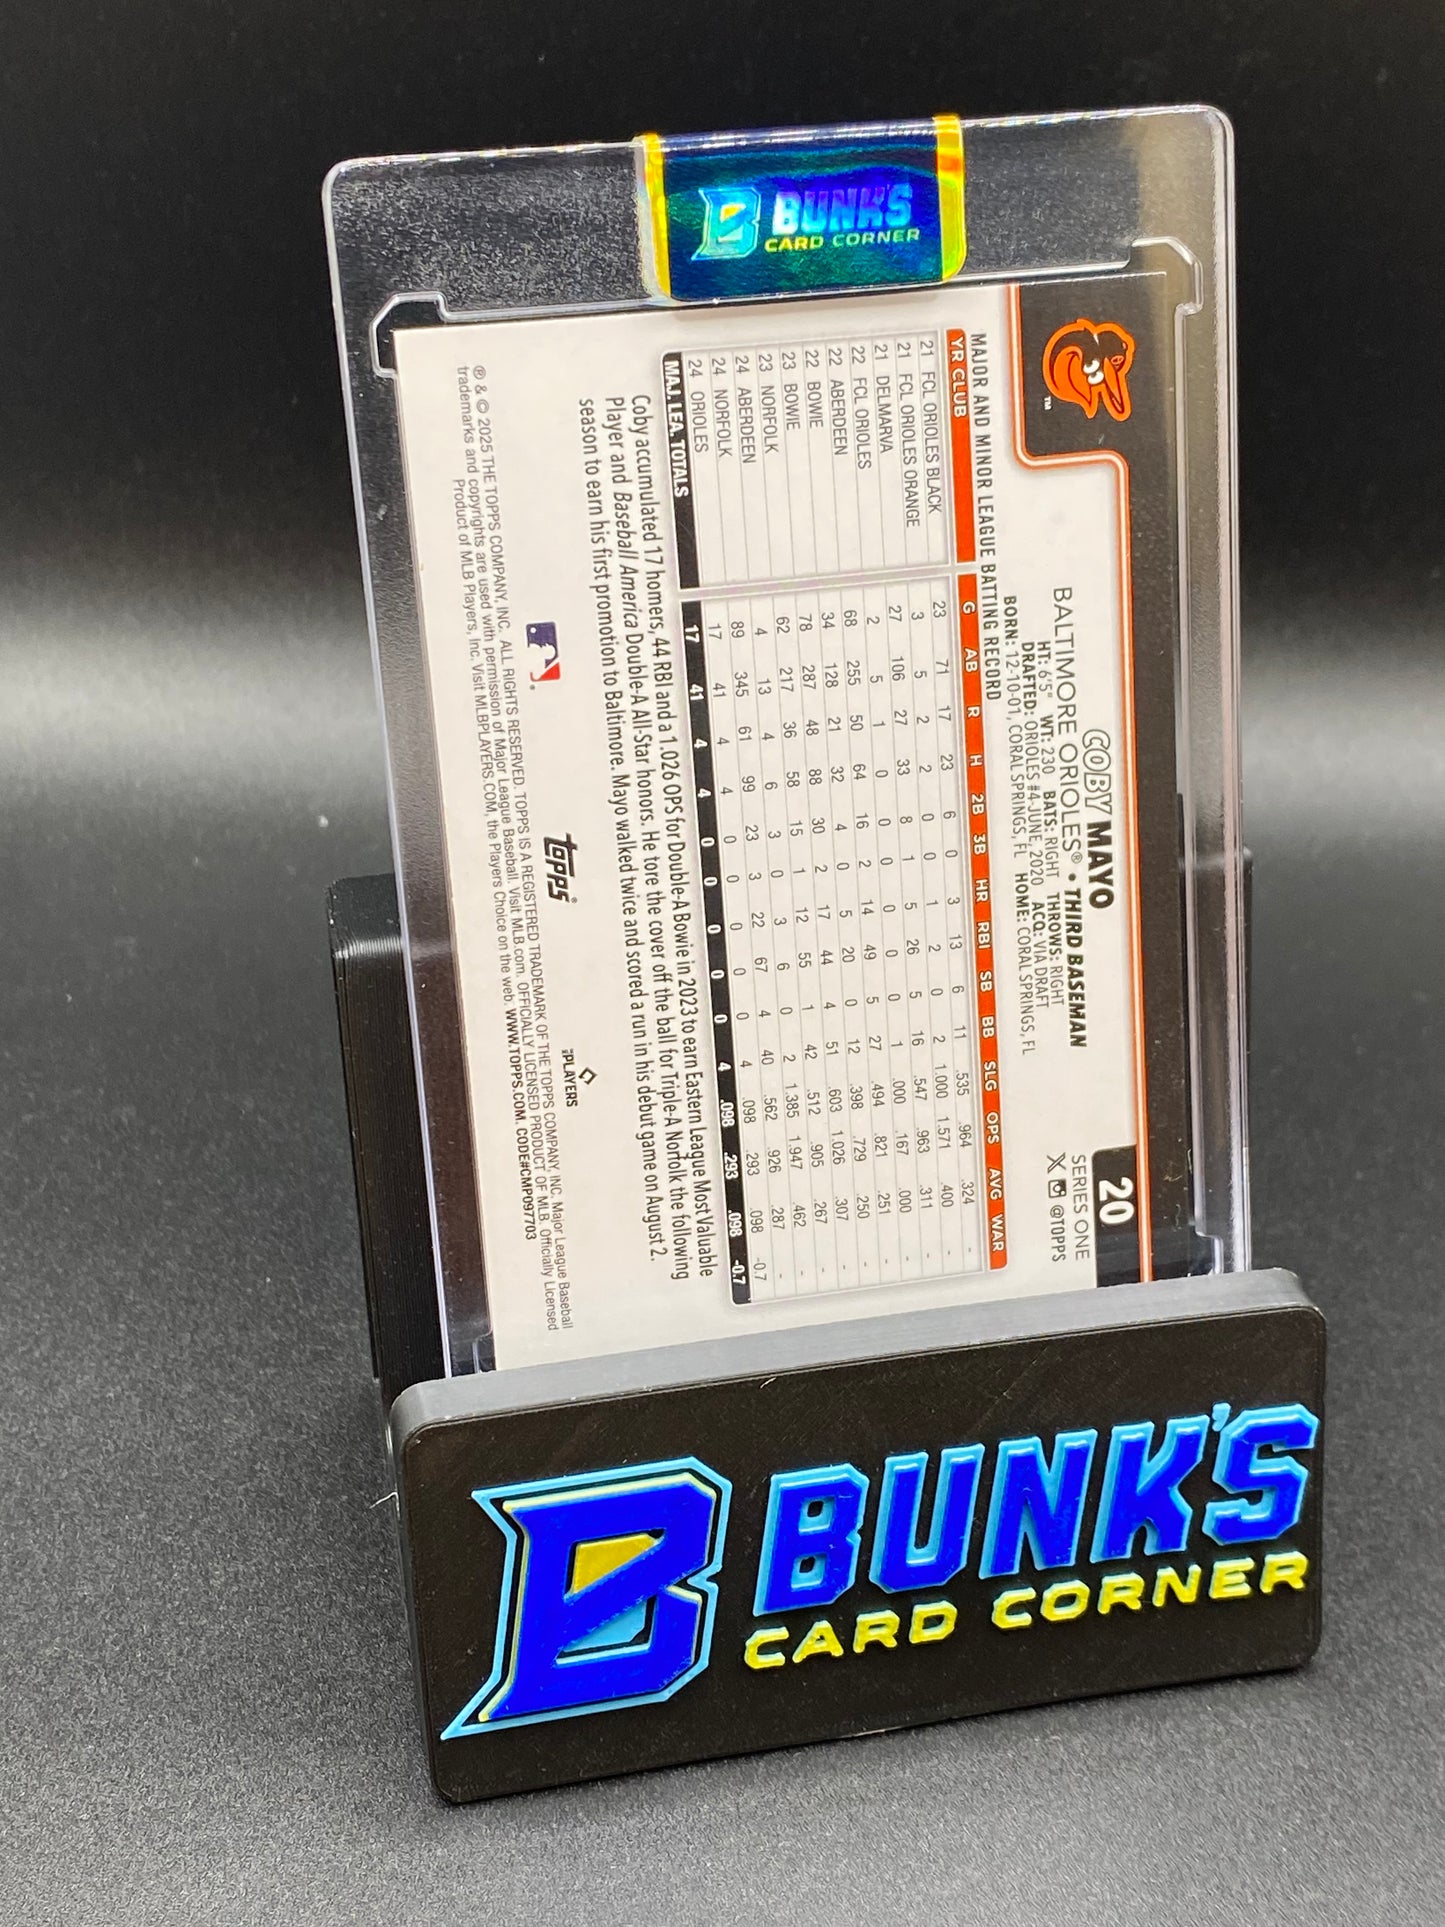 BUNK'S
CARD CORNER
20
SERIES ONE
@TOPPS
COBY MAYO
BALTIMORE ORIOLES® • THIRD BASEMAN
HT: 6'5" WT: 230 BATS: RIGHT THROWS: RIGHT
DRAFTED: ORIOLES #4-JUNE, 2020 ACQ: VIA DRAFT
BORN: 12-10-01, CORAL SPRINGS, FL HOME: CORAL SPRINGS, FL
TM
MAJOR AND MINOR LEAGUE BATTING RECORD
YR CLUB G AB R H 2B 3B HR RBI SB BB SLG OPS AVG WAR
21 FCL ORIOLES BLACK 23 71 17 23 6 0 3 13 6 11 .535 .964 .324 -
21 FCL ORIOLES ORANGE 3 5 2 2 0 0 1 2 0 2 1.000 1.571 .400 -
21 DELMARVA 27 106 27 33 8 1 5 26 5 16 .547 .963 .311 -
22 FCL ORIOLES 2 5 1 0 0 0 0 0 0 1 .000 .167 .000 -
22 ABERDEEN 68 255 50 64 16 2 14 49 5 27 .494 .821 .251 -
22 BOWIE 34 128 21 32 4 0 5 20 0 12 .398 .729 .250 -
23 BOWIE 78 287 48 88 30 2 17 44 4 51 .603 1.026 .307 -
23 NORFOLK 62 217 36 58 15 1 12 55 1 42 .512 .905 .267 -
24 ABERDEEN 4 13 4 6 3 0 3 6 0 2 1.385 1.947 .462 -
24 NORFOLK 89 345 61 99 23 3 22 67 4 40 .562 .926 .287 -
24 ORIOLES 17 41 4 4 0 0 0 0 0 4 .098 .293 .098 -0.7
MAJ. LEA. TOTALS 17 41 4 4 0 0 0 0 0 4 .098 .293 .098 -0.7
Coby accumulated 17 homers, 44 RBI and a 1.026 OPS for Double-A Bowie in 2023 to earn Eastern League Most Valuable
Player and Baseball America Double-A All-Star honors. He tore the cover off the ball for Triple-A Norfolk the following
season to earn his first promotion to Baltimore. Mayo walked twice and scored a run in his debut game on August 2.
topps®
PLAYERS
® & © 2025 THE TOPPS COMPANY, INC. ALL RIGHTS RESERVED. TOPPS IS A REGISTERED TRADEMARK OF THE TOPPS COMPANY, INC. Major League Baseball
trademarks and copyrights are used with permission of Major League Baseball. Visit MLB.com. OFFICIALLY LICENSED PRODUCT OF MLB. Officially Licensed
Product of MLB Players, Inc. Visit MLBPLAYERS.COM, the Players Choice on the web. WWW.TOPPS.COM. CODE#CMP097703
B BUNK'S
CARD CORNER